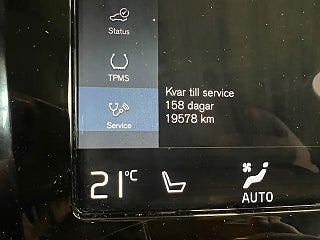 Status
TPMS
Service
Kvar till service
158 dagar
19578 km
21°C
AUTO